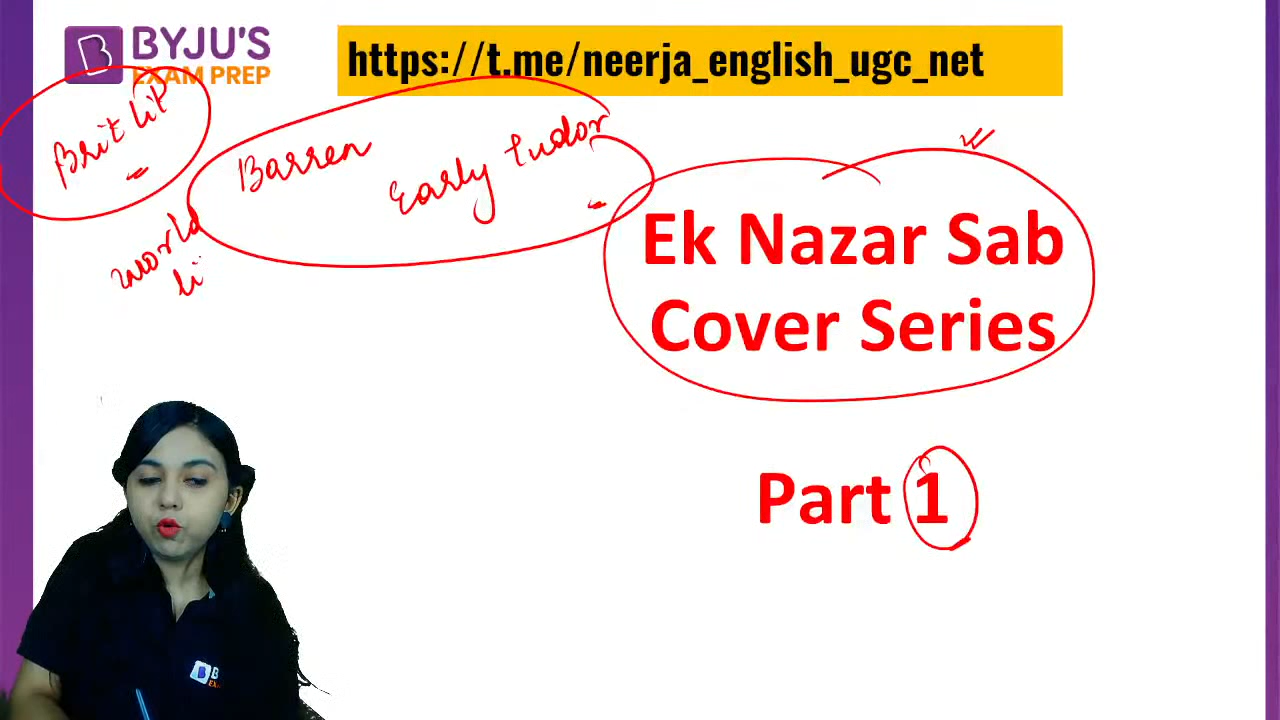 BYJU'S
EXAM PREP
https://t.me/neerja_english_ugc_net
Brit lit
Barren
Early Tudor
world
li
Ek Nazar Sab
Cover Series
Part 1